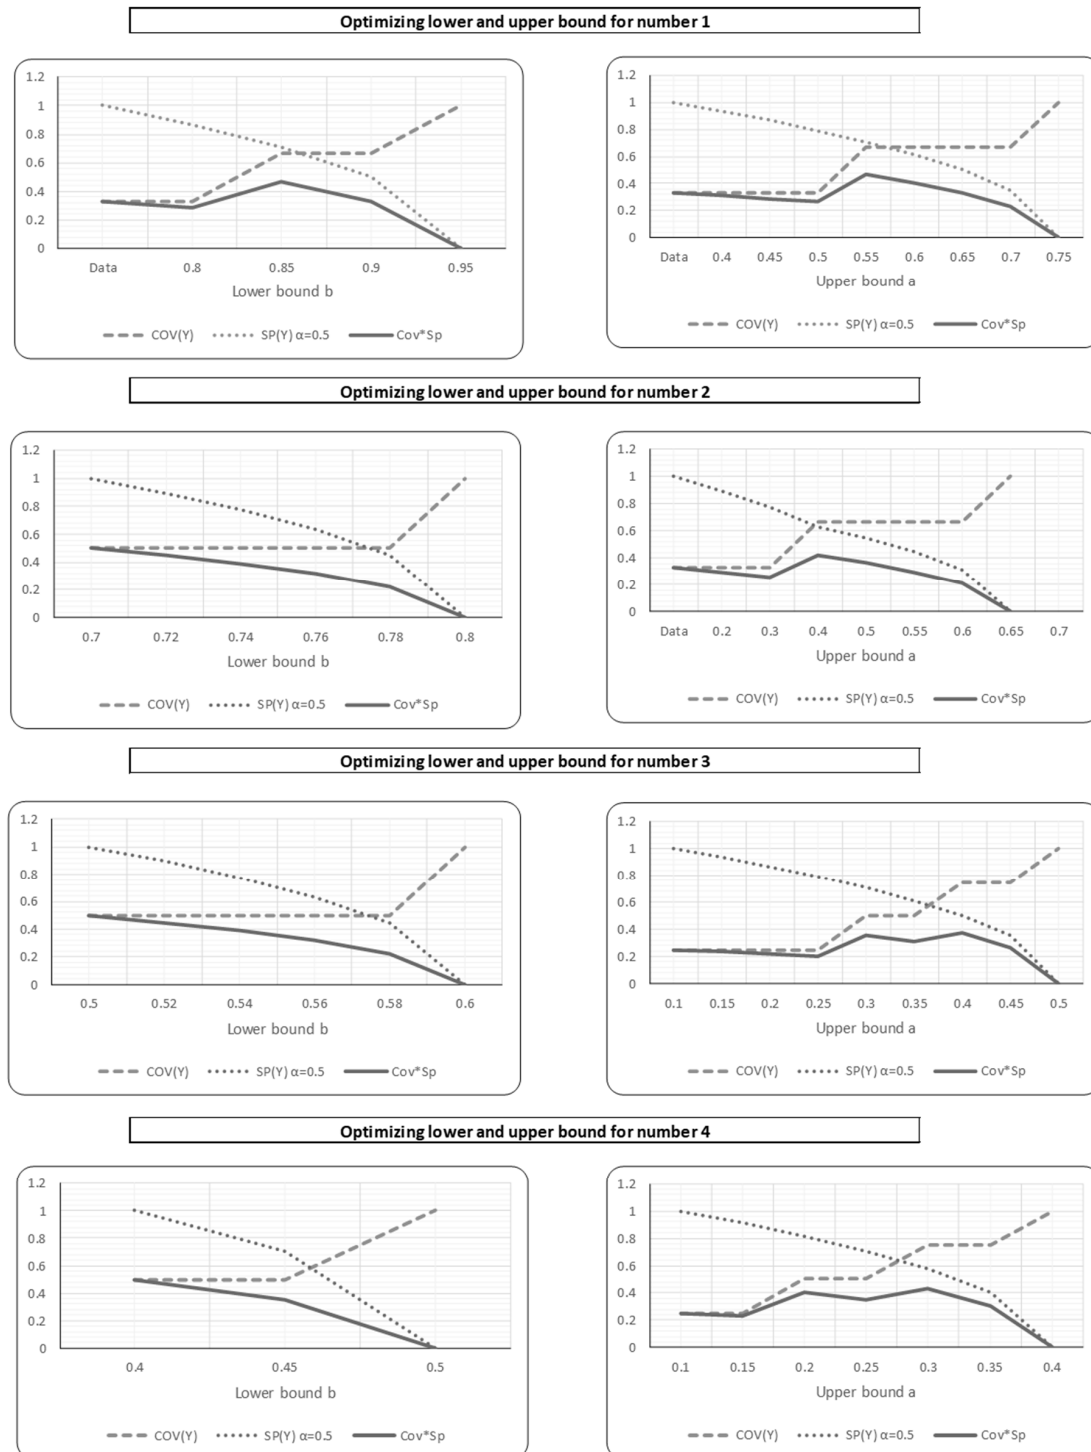 Optimizing lower and upper bound for number 1
1.2
1
0.8
0.6
0.4
0.2
0
Data 0.8 0.85 0.9 0.95
Lower bound b
COV(Y) SP(Y) α=0.5 Cov*Sp
1.2
1
0.8
0.6
0.4
0.2
0
Data 0.4 0.45 0.5 0.55 0.6 0.65 0.7 0.75
Upper bound a
COV(Y) SP(Y) α=0.5 Cov*Sp
Optimizing lower and upper bound for number 2
1.2
1
0.8
0.6
0.4
0.2
0
0.7 0.72 0.74 0.76 0.78 0.8
Lower bound b
COV(Y) SP(Y) α=0.5 Cov*Sp
1.2
1
0.8
0.6
0.4
0.2
0
Data 0.2 0.3 0.4 0.5 0.55 0.6 0.65 0.7
Upper bound a
COV(Y) SP(Y) α=0.5 Cov*Sp
Optimizing lower and upper bound for number 3
1.2
1
0.8
0.6
0.4
0.2
0
0.5 0.52 0.54 0.56 0.58 0.6
Lower bound b
COV(Y) SP(Y) α=0.5 Cov*Sp
1.2
1
0.8
0.6
0.4
0.2
0
0.1 0.15 0.2 0.25 0.3 0.35 0.4 0.45 0.5
Upper bound a
COV(Y) SP(Y) α=0.5 Cov*Sp
Optimizing lower and upper bound for number 4
1.2
1
0.8
0.6
0.4
0.2
0
0.4 0.45 0.5
Lower bound b
COV(Y) SP(Y) α=0.5 Cov*Sp
1.2
1
0.8
0.6
0.4
0.2
0
0.1 0.15 0.2 0.25 0.3 0.35 0.4
Upper bound a
COV(Y) SP(Y) α=0.5 Cov*Sp